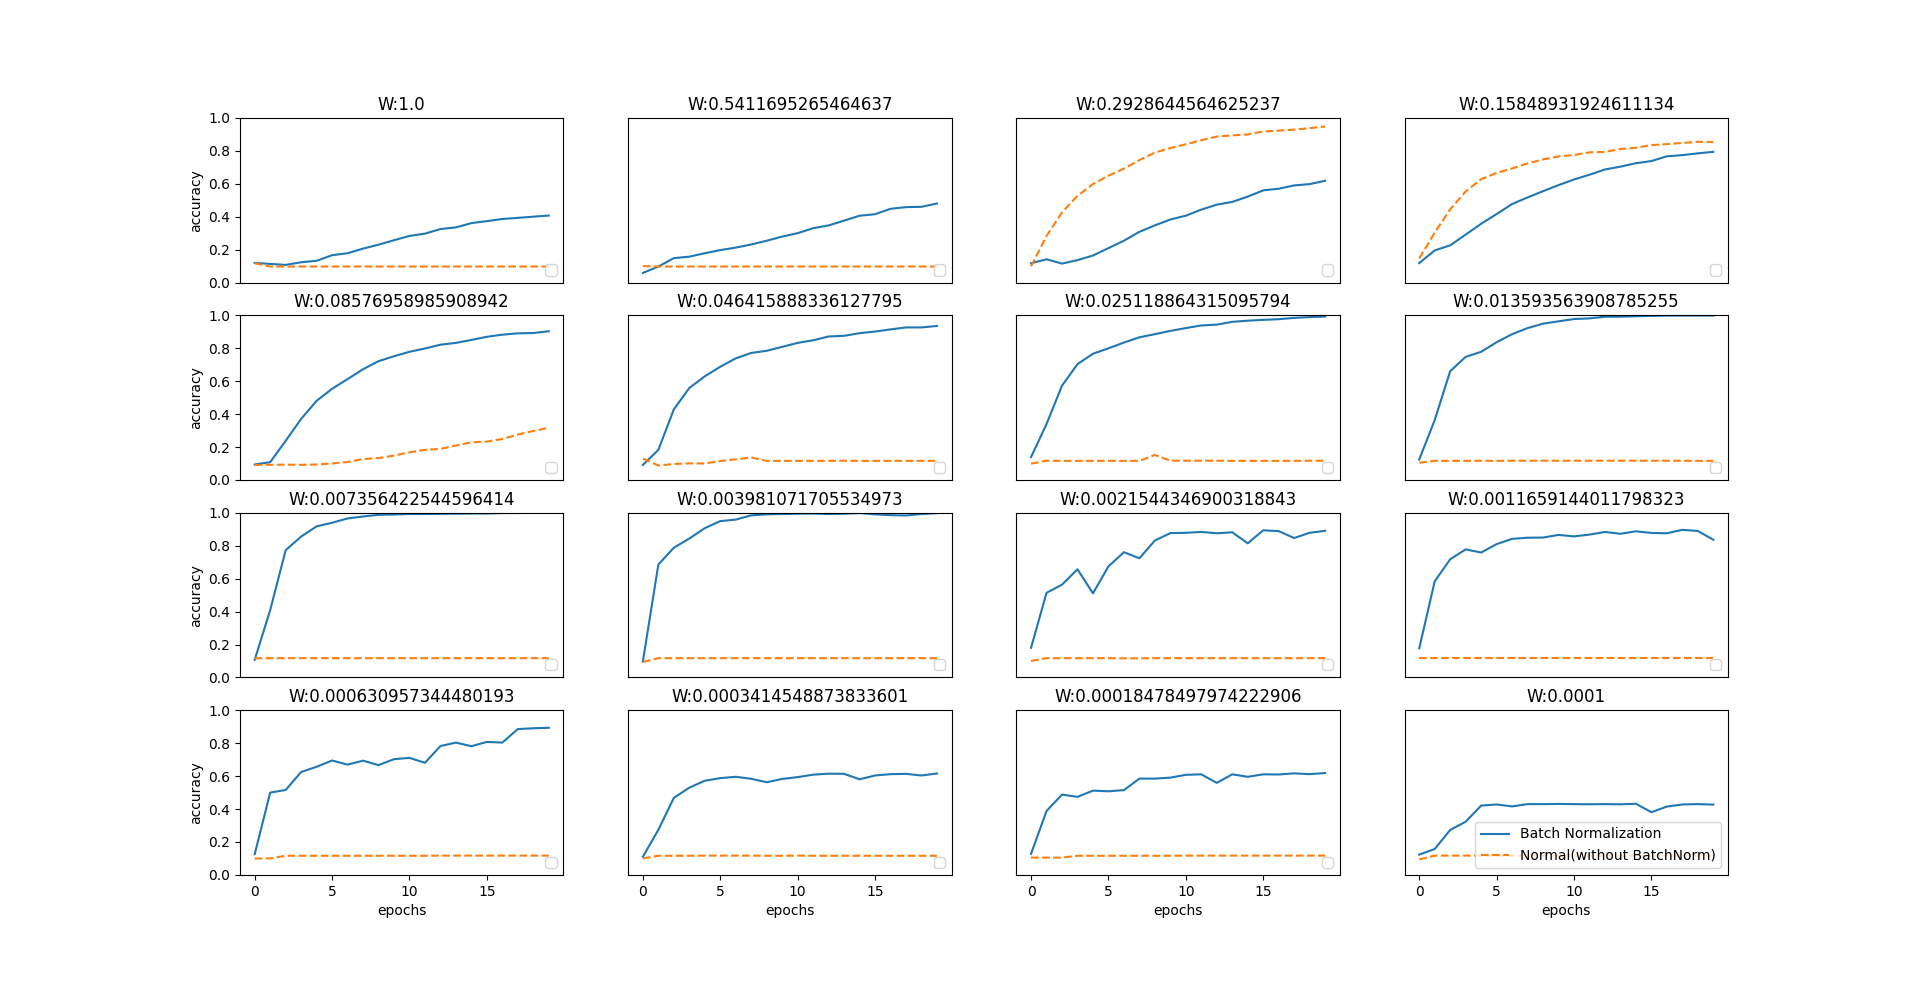 W:1.0 W:0.5411695265464637 W:0.2928644564625237 W:0.15848931924611134
1.0
0.8
0.6
0.4
0.2
0.0
accuracy
W:0.08576958985908942 W:0.046415888336127795 W:0.025118864315095794 W:0.013593563908785255
1.0
0.8
0.6
0.4
0.2
0.0
accuracy
W:0.007356422544596414 W:0.003981071705534973 W:0.0021544346900318843 W:0.0011659144011798323
1.0
0.8
0.6
0.4
0.2
0.0
accuracy
W:0.000630957344480193 W:0.00034145488738336​01 W:0.00018478497974222906 W:0.0001
1.0
0.8
0.6
0.4
0.2
0.0
accuracy
Batch Normalization
Normal(without BatchNorm)
0 5 10 15 0 5 10 15 0 5 10 15 0 5 10 15
epochs epochs epochs epochs